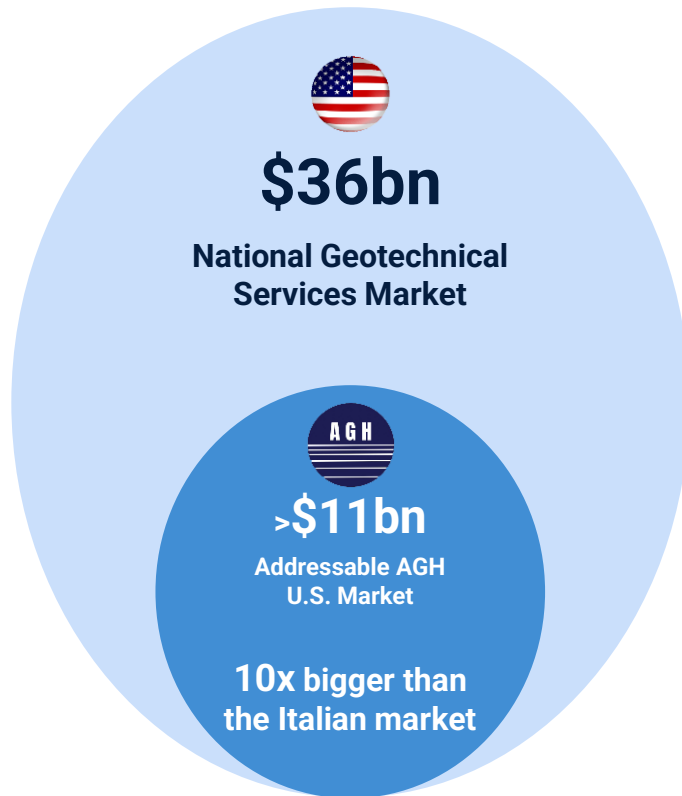 $36bn
National Geotechnical
Services Market
AGH
>$11bn
Addressable AGH
U.S. Market
10x bigger than
the Italian market